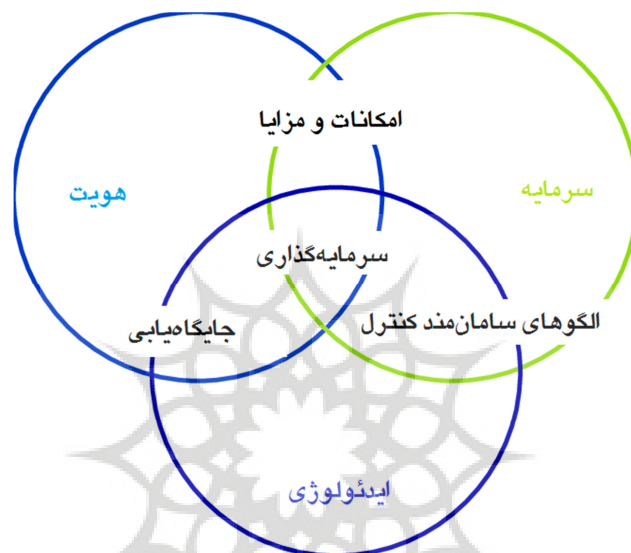 امکانات و مزایا
سرمایه
هویت
سرمایه‌گذاری
الگوهای سامان‌مند کنترل
جایگاه‌یابی
ایدئولوژی